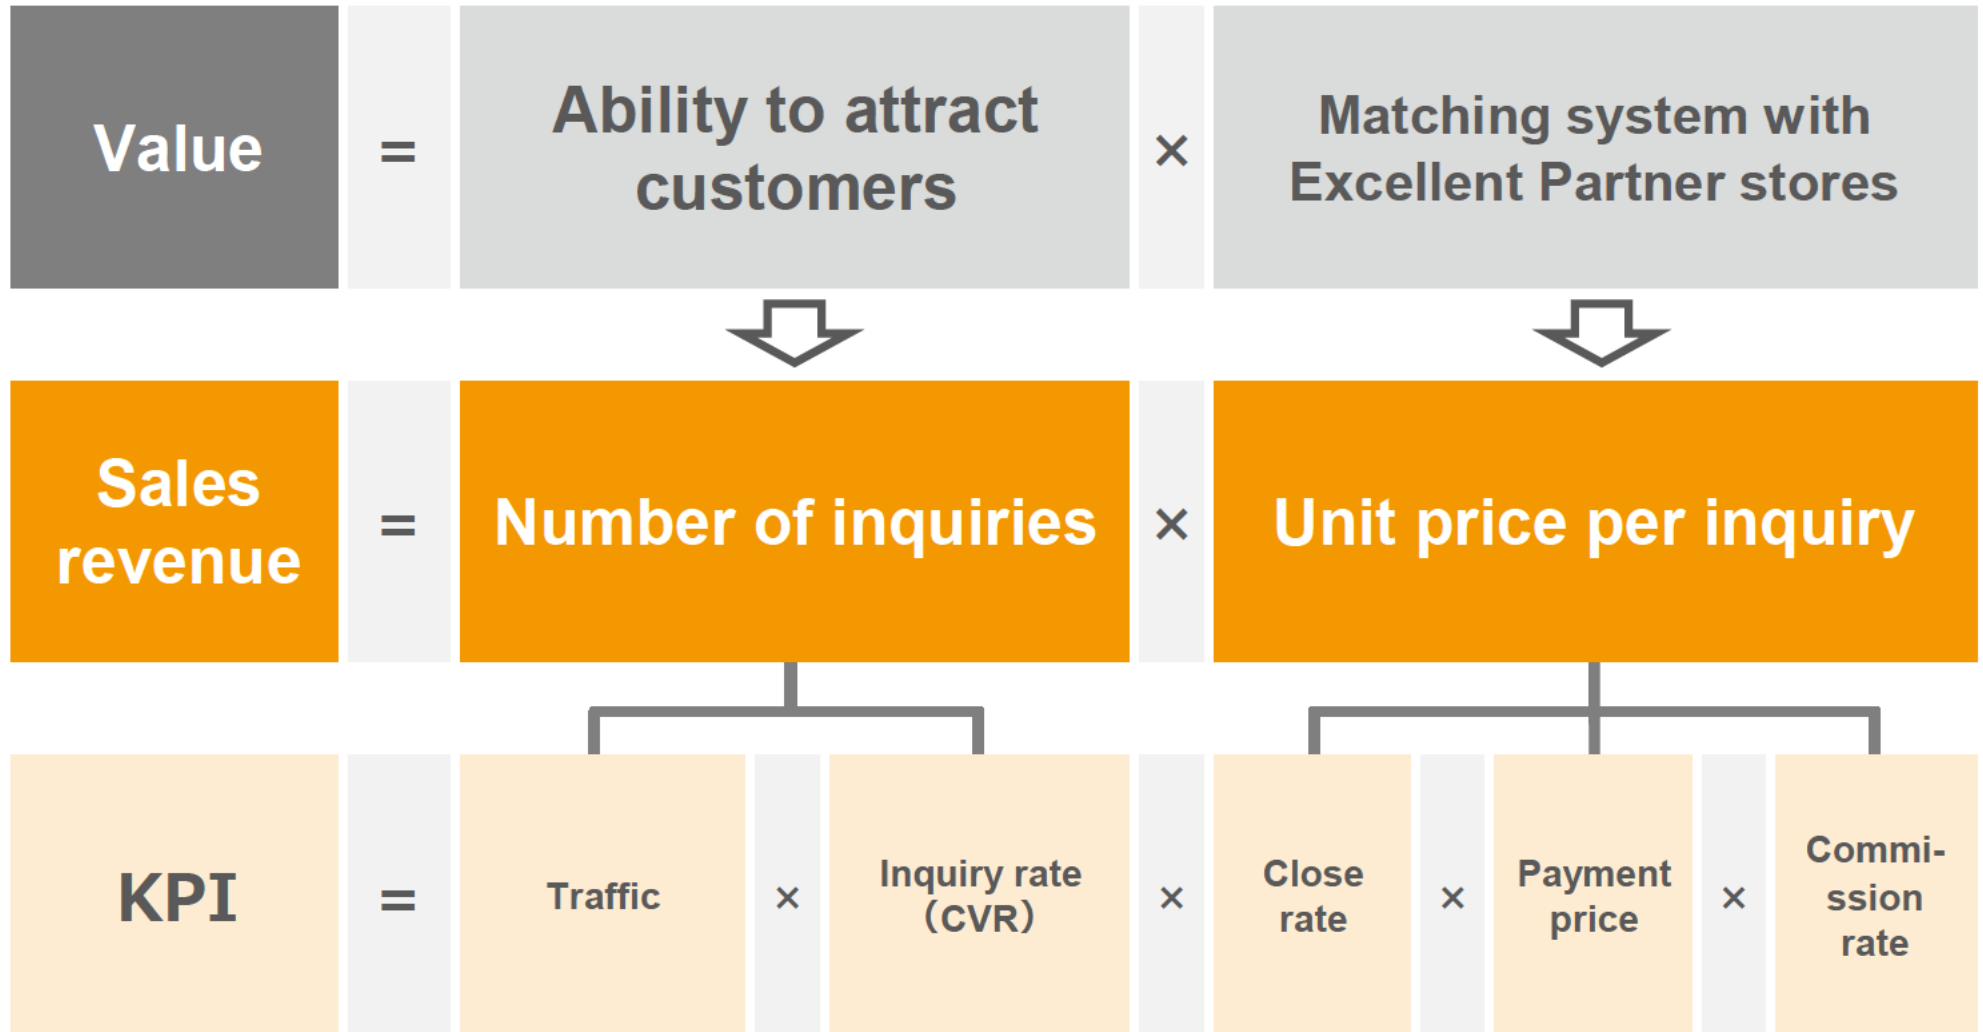 Value
=
Ability to attract
customers
×
Matching system with
Excellent Partner stores
Sales
revenue
=
Number of inquiries
×
Unit price per inquiry
KPI
=
Traffic
×
Inquiry rate
（CVR）
×
Close
rate
×
Payment
price
×
Commi-
ssion
rate